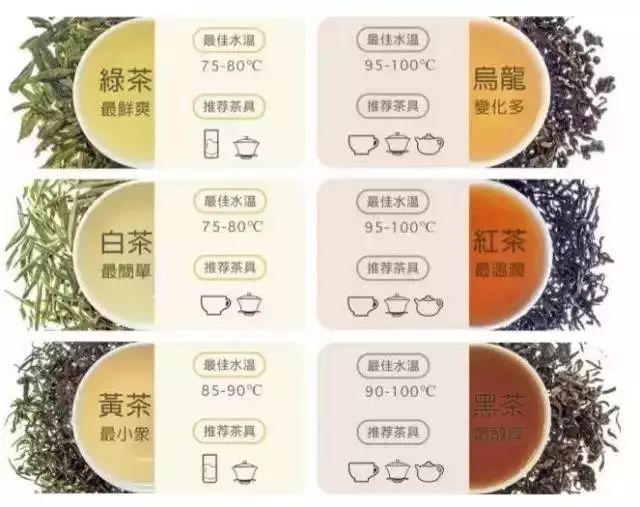 綠茶
最鮮爽
最佳水温
75-80℃
推荐茶具
最佳水温
95-100℃
推荐茶具
烏龍
變化多
白茶
最簡單
最佳水温
75-80℃
推荐茶具
最佳水温
95-100℃
推荐茶具
紅茶
最温潤
黃茶
最小衆
最佳水温
85-90℃
推荐茶具
最佳水温
90-100℃
推荐茶具
黑茶